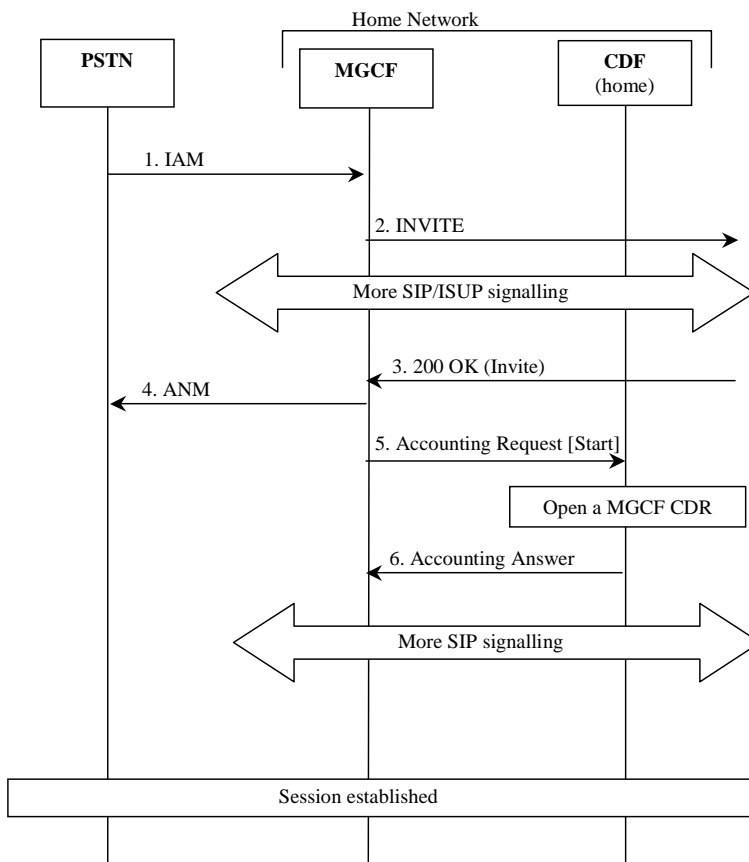 Home Network
PSTN
MGCF
CDF
(home)
1. IAM
2. INVITE
More SIP/ISUP signalling
3. 200 OK (Invite)
4. ANM
5. Accounting Request [Start]
Open a MGCF CDR
6. Accounting Answer
More SIP signalling
Session established